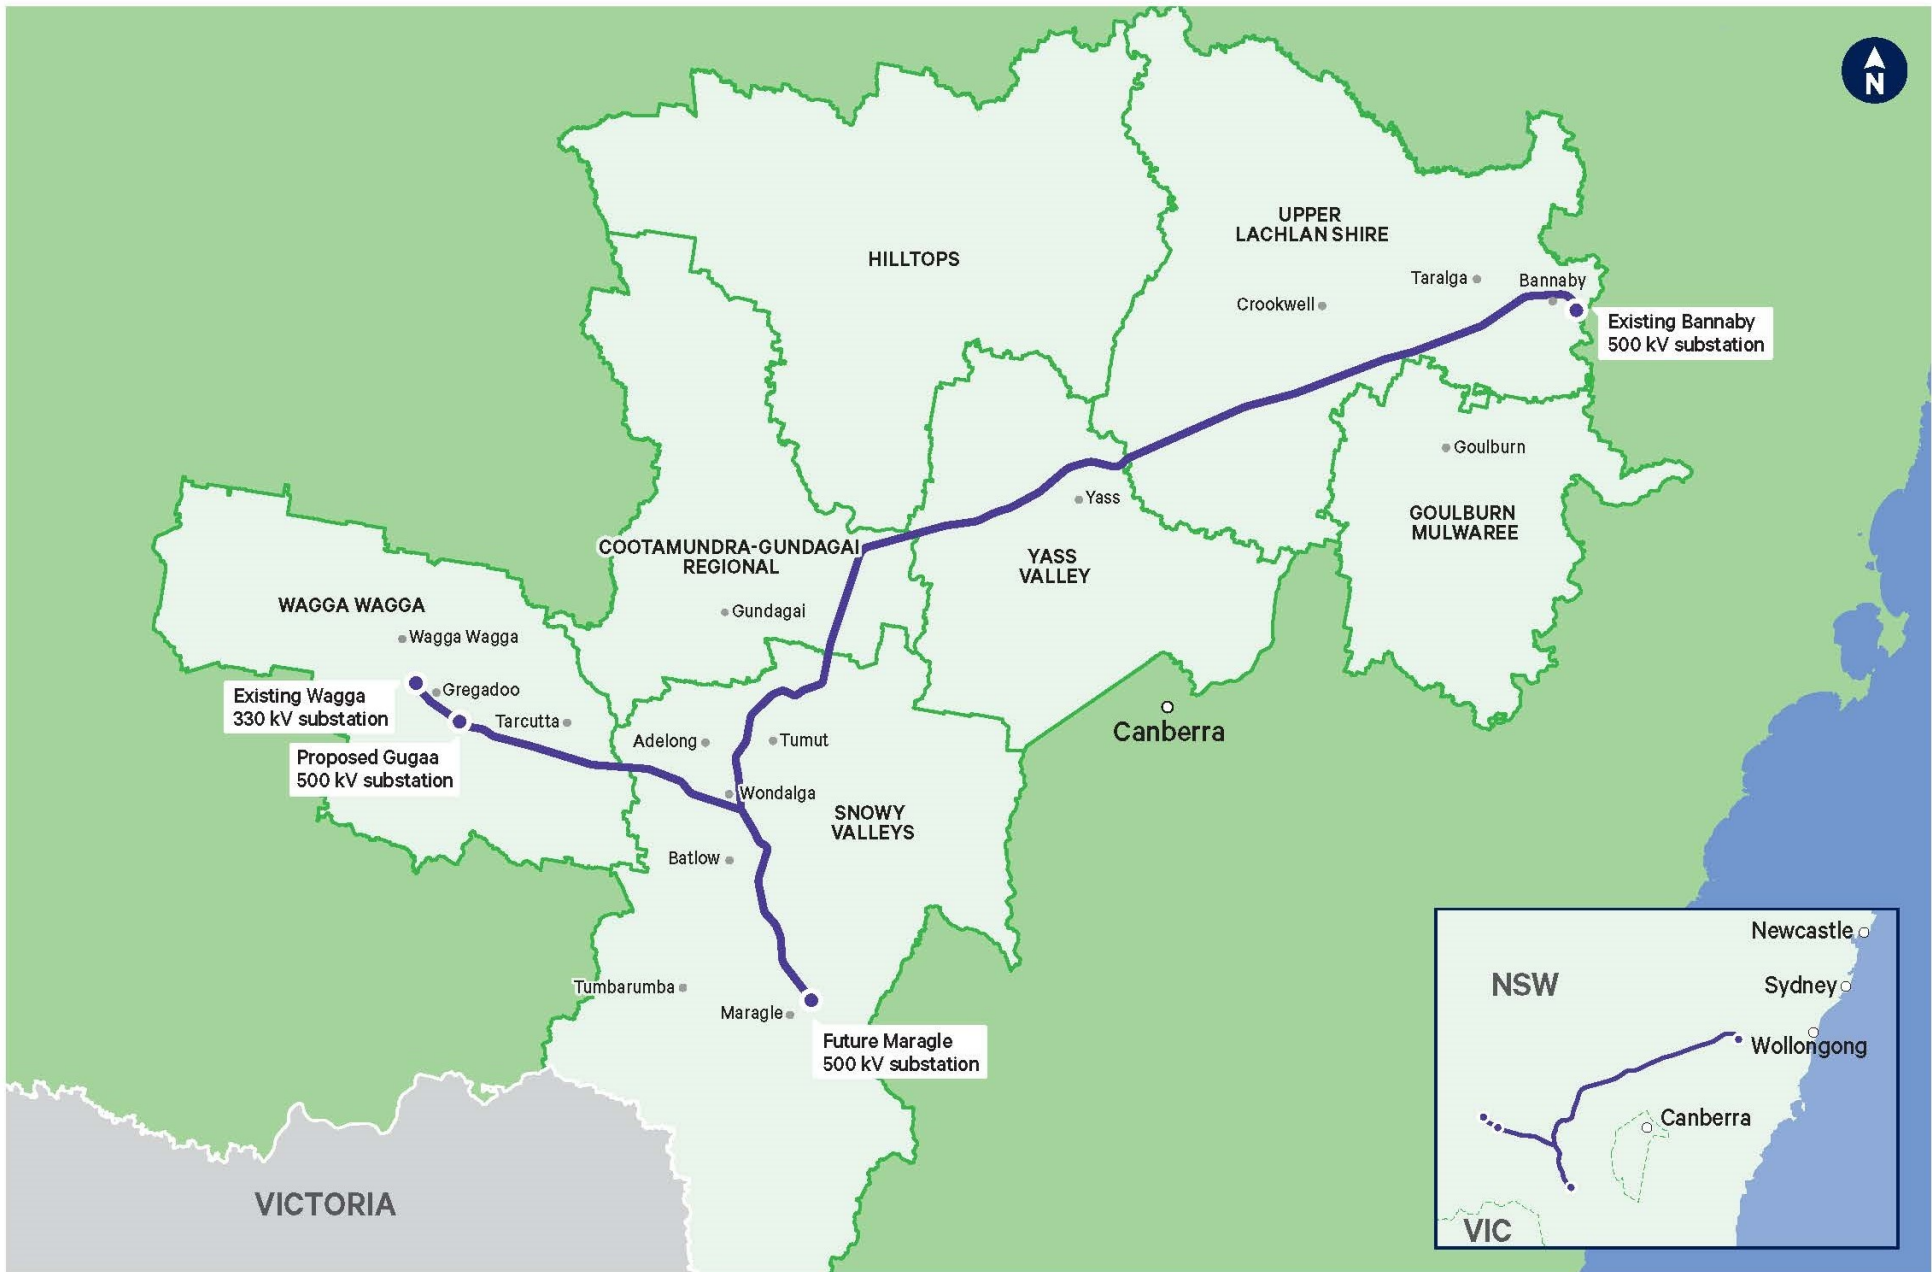 N
UPPER
LACHLAN SHIRE
HILLTOPS
Taralga
Bannaby
Crookwell
Existing Bannaby
500 kV substation
Goulburn
Yass
GOULBURN
MULWAREE
COOTAMUNDRA-GUNDAGAI
REGIONAL
YASS
VALLEY
WAGGA WAGGA
Gundagai
Wagga Wagga
Gregadoo
Existing Wagga
330 kV substation
Tarcutta
Adelong
Tumut
Canberra
Proposed Gugaa
500 kV substation
Wondalga
SNOWY
VALLEYS
Batlow
Tumbarumba
Maragle
Future Maragle
500 kV substation
VICTORIA
Newcastle
NSW
Sydney
Wollongong
Canberra
VIC